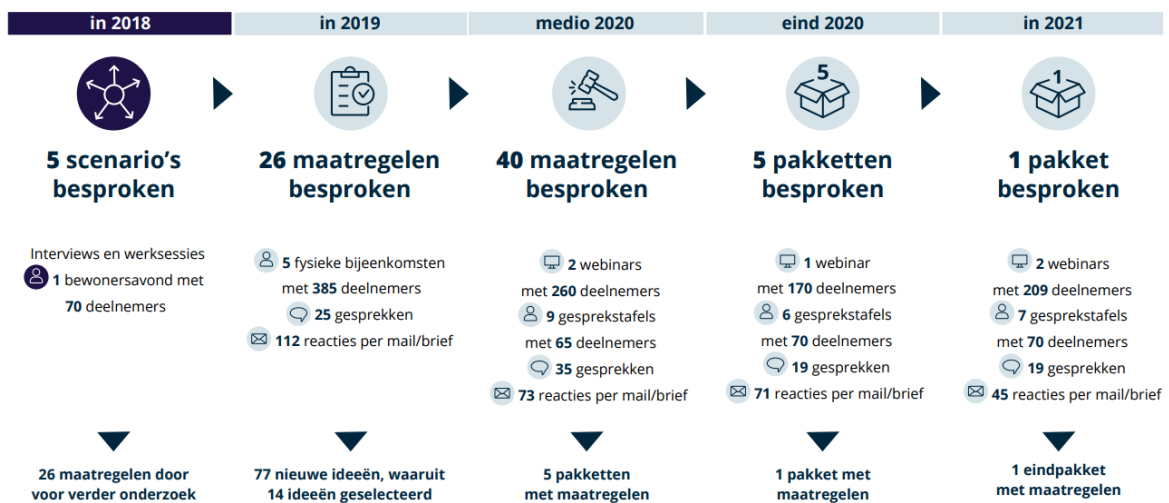 in 2018
5 scenario's
besproken
Interviews en werksessies
1 bewonersavond met
70 deelnemers
26 maatregelen door
voor verder onderzoek
in 2019
26 maatregelen
besproken
5 fysieke bijeenkomsten
met 385 deelnemers
25 gesprekken
112 reacties per mail/brief
77 nieuwe ideeën, waaruit
14 ideeën geselecteerd
medio 2020
40 maatregelen
besproken
2 webinars
met 260 deelnemers
9 gesprekstafels
met 65 deelnemers
35 gesprekken
73 reacties per mail/brief
5 pakketten
met maatregelen
eind 2020
5
5 pakketten
besproken
1 webinar
met 170 deelnemers
6 gesprekstafels
met 70 deelnemers
19 gesprekken
71 reacties per mail/brief
1 pakket met
maatregelen
in 2021
1
1 pakket
besproken
2 webinars
met 209 deelnemers
7 gesprekstafels
met 70 deelnemers
19 gesprekken
45 reacties per mail/brief
1 eindpakket
met maatregelen